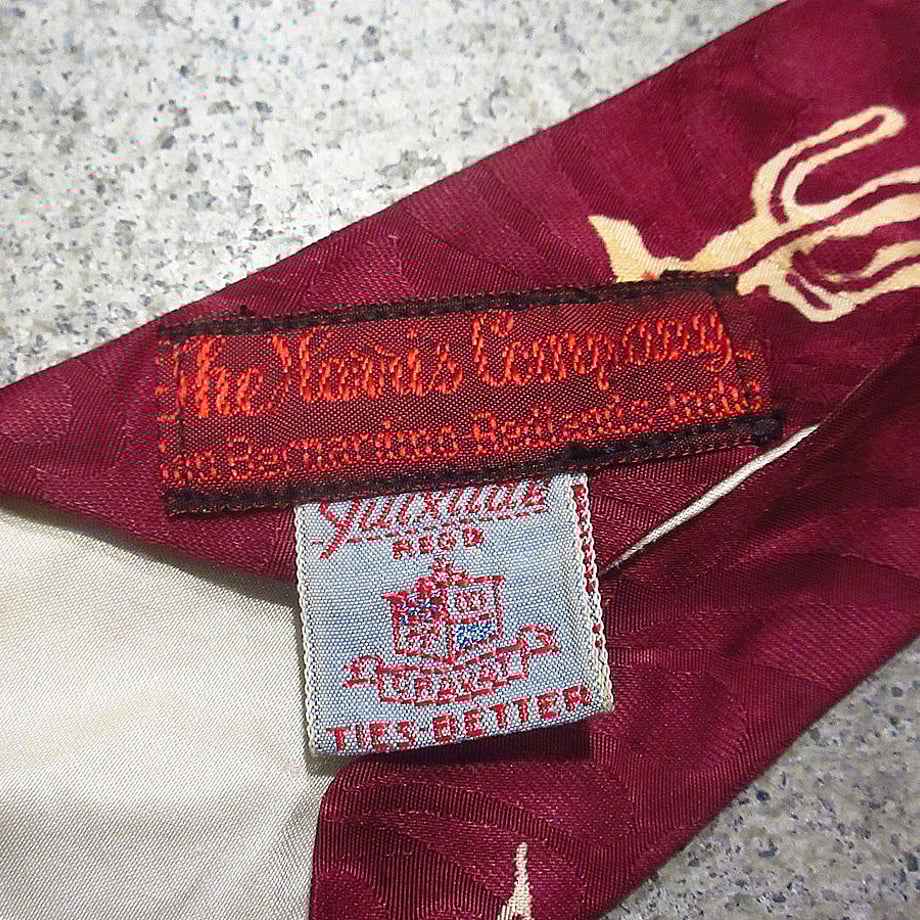 The Harris Company
San Bernardino-Redlands-Indio
REGD
TIES BETTER